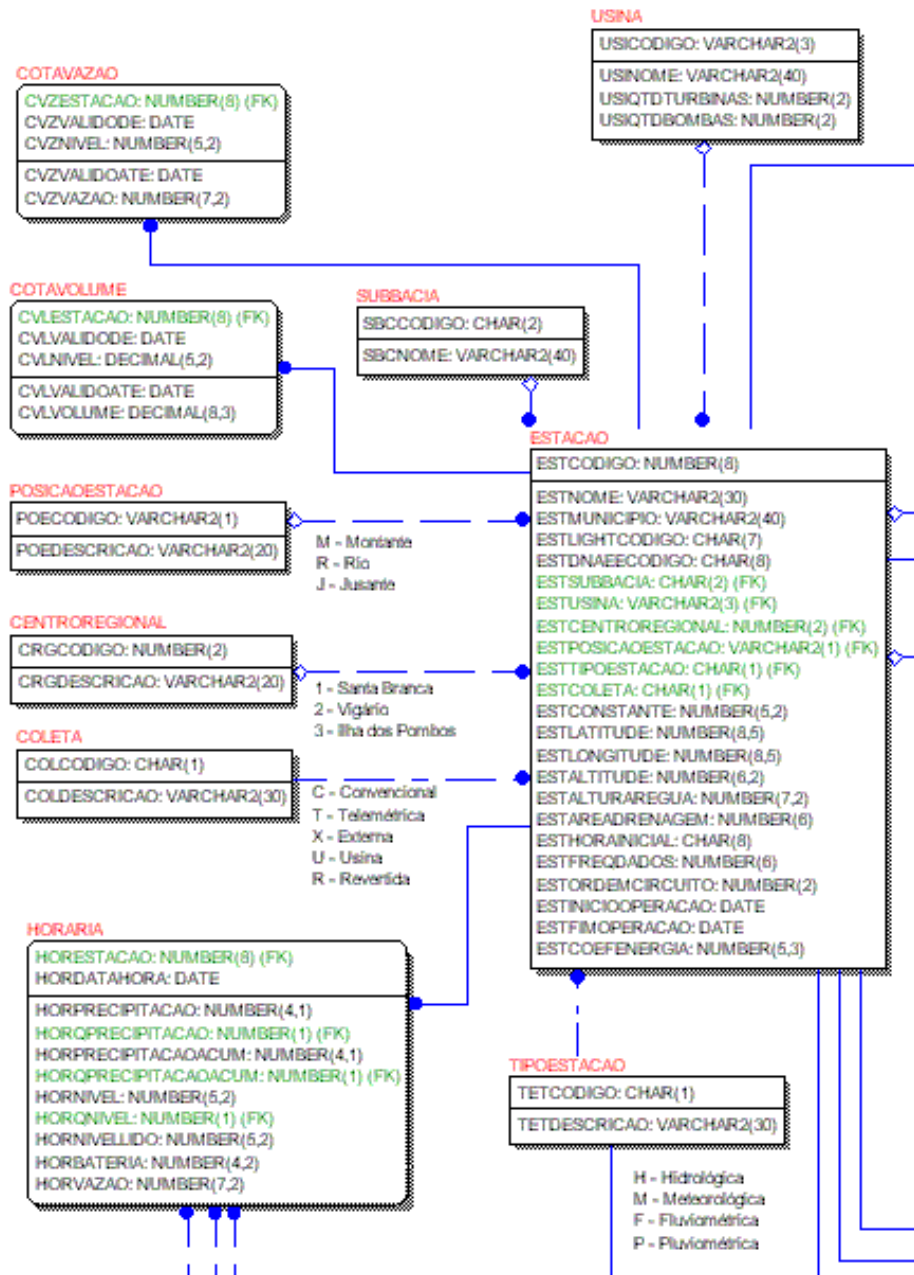 USINA
USICODIGO: VARCHAR2(3)
USINOME: VARCHAR2(40)
USIQTDTURBINAS: NUMBER(2)
USIQTDBOMBAS: NUMBER(2)
COTAVAZAO
CVZESTACAO: NUMBER(8) (FK)
CVZVALIDODE: DATE
CVZNIVEL: NUMBER(5,2)
CVZVALIDOATE: DATE
CVZVAZAO: NUMBER(7,2)
COTAVOLUME
CVLESTACAO: NUMBER(8) (FK)
CVLVALIDODE: DATE
CVLNIVEL: DECIMAL(5,2)
CVLVALIDOATE: DATE
CVLVOLUME: DECIMAL(8,3)
SUBBACIA
SBCCODIGO: CHAR(2)
SBCNOME: VARCHAR2(40)
POSICAOESTACAO
POECODIGO: VARCHAR2(1)
POEDESCRICAO: VARCHAR2(20)
M - Montante
R - Rio
J - Jusante
CENTROREGIONAL
CRGCODIGO: NUMBER(2)
CRGDESCRICAO: VARCHAR2(20)
1 - Santa Branca
2 - Vigário
3 - Ilha dos Pombos
COLETA
COLCODIGO: CHAR(1)
COLDESCRICAO: VARCHAR2(30)
C - Convencional
T - Telemétrica
X - Externa
U - Usina
R - Revertida
ESTACAO
ESTCODIGO: NUMBER(8)
ESTNOME: VARCHAR2(30)
ESTMUNICIPIO: VARCHAR2(40)
ESTLIGHTCODIGO: CHAR(7)
ESTDNAEECODIGO: CHAR(8)
ESTSUBBACIA: CHAR(2) (FK)
ESTUSINA: VARCHAR2(3) (FK)
ESTCENTROREGIONAL: NUMBER(2) (FK)
ESTPOSICAOESTACAO: VARCHAR2(1) (FK)
ESTTIPOESTACAO: CHAR(1) (FK)
ESTCOLETA: CHAR(1) (FK)
ESTCONSTANTE: NUMBER(5,2)
ESTLATITUDE: NUMBER(8,5)
ESTLONGITUDE: NUMBER(8,5)
ESTALTITUDE: NUMBER(6,2)
ESTALTURAREGUA: NUMBER(7,2)
ESTAREADRENAGEM: NUMBER(6)
ESTHORAINICIAL: CHAR(8)
ESTFREQDADOS: NUMBER(6)
ESTORDEMCIRCUITO: NUMBER(2)
ESTINICIOOPERACAO: DATE
ESTFIMOPERACAO: DATE
ESTCOEFENERGIA: NUMBER(5,3)
HORARIA
HORESTACAO: NUMBER(8) (FK)
HORDATAHORA: DATE
HORPRECIPITACAO: NUMBER(4,1)
HORQPRECIPITACAO: NUMBER(1) (FK)
HORPRECIPITACAOACUM: NUMBER(4,1)
HORQPRECIPITACAOACUM: NUMBER(1) (FK)
HORNIVEL: NUMBER(5,2)
HORQNIVEL: NUMBER(1) (FK)
HORNIVELLIDO: NUMBER(5,2)
HORBATERIA: NUMBER(4,2)
HORVAZAO: NUMBER(7,2)
TIPOESTACAO
TETCODIGO: CHAR(1)
TETDESCRICAO: VARCHAR2(30)
H - Hidrológica
M - Meteorológica
F - Fluviométrica
P - Pluviométrica